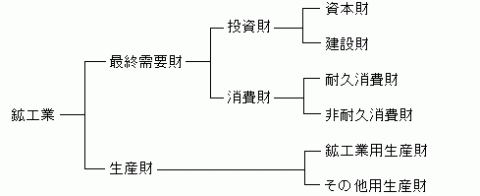 資本財
投資財
建設財
最終需要財
耐久消費財
消費財
非耐久消費財
鉱工業
鉱工業用生産財
生産財
その他用生産財